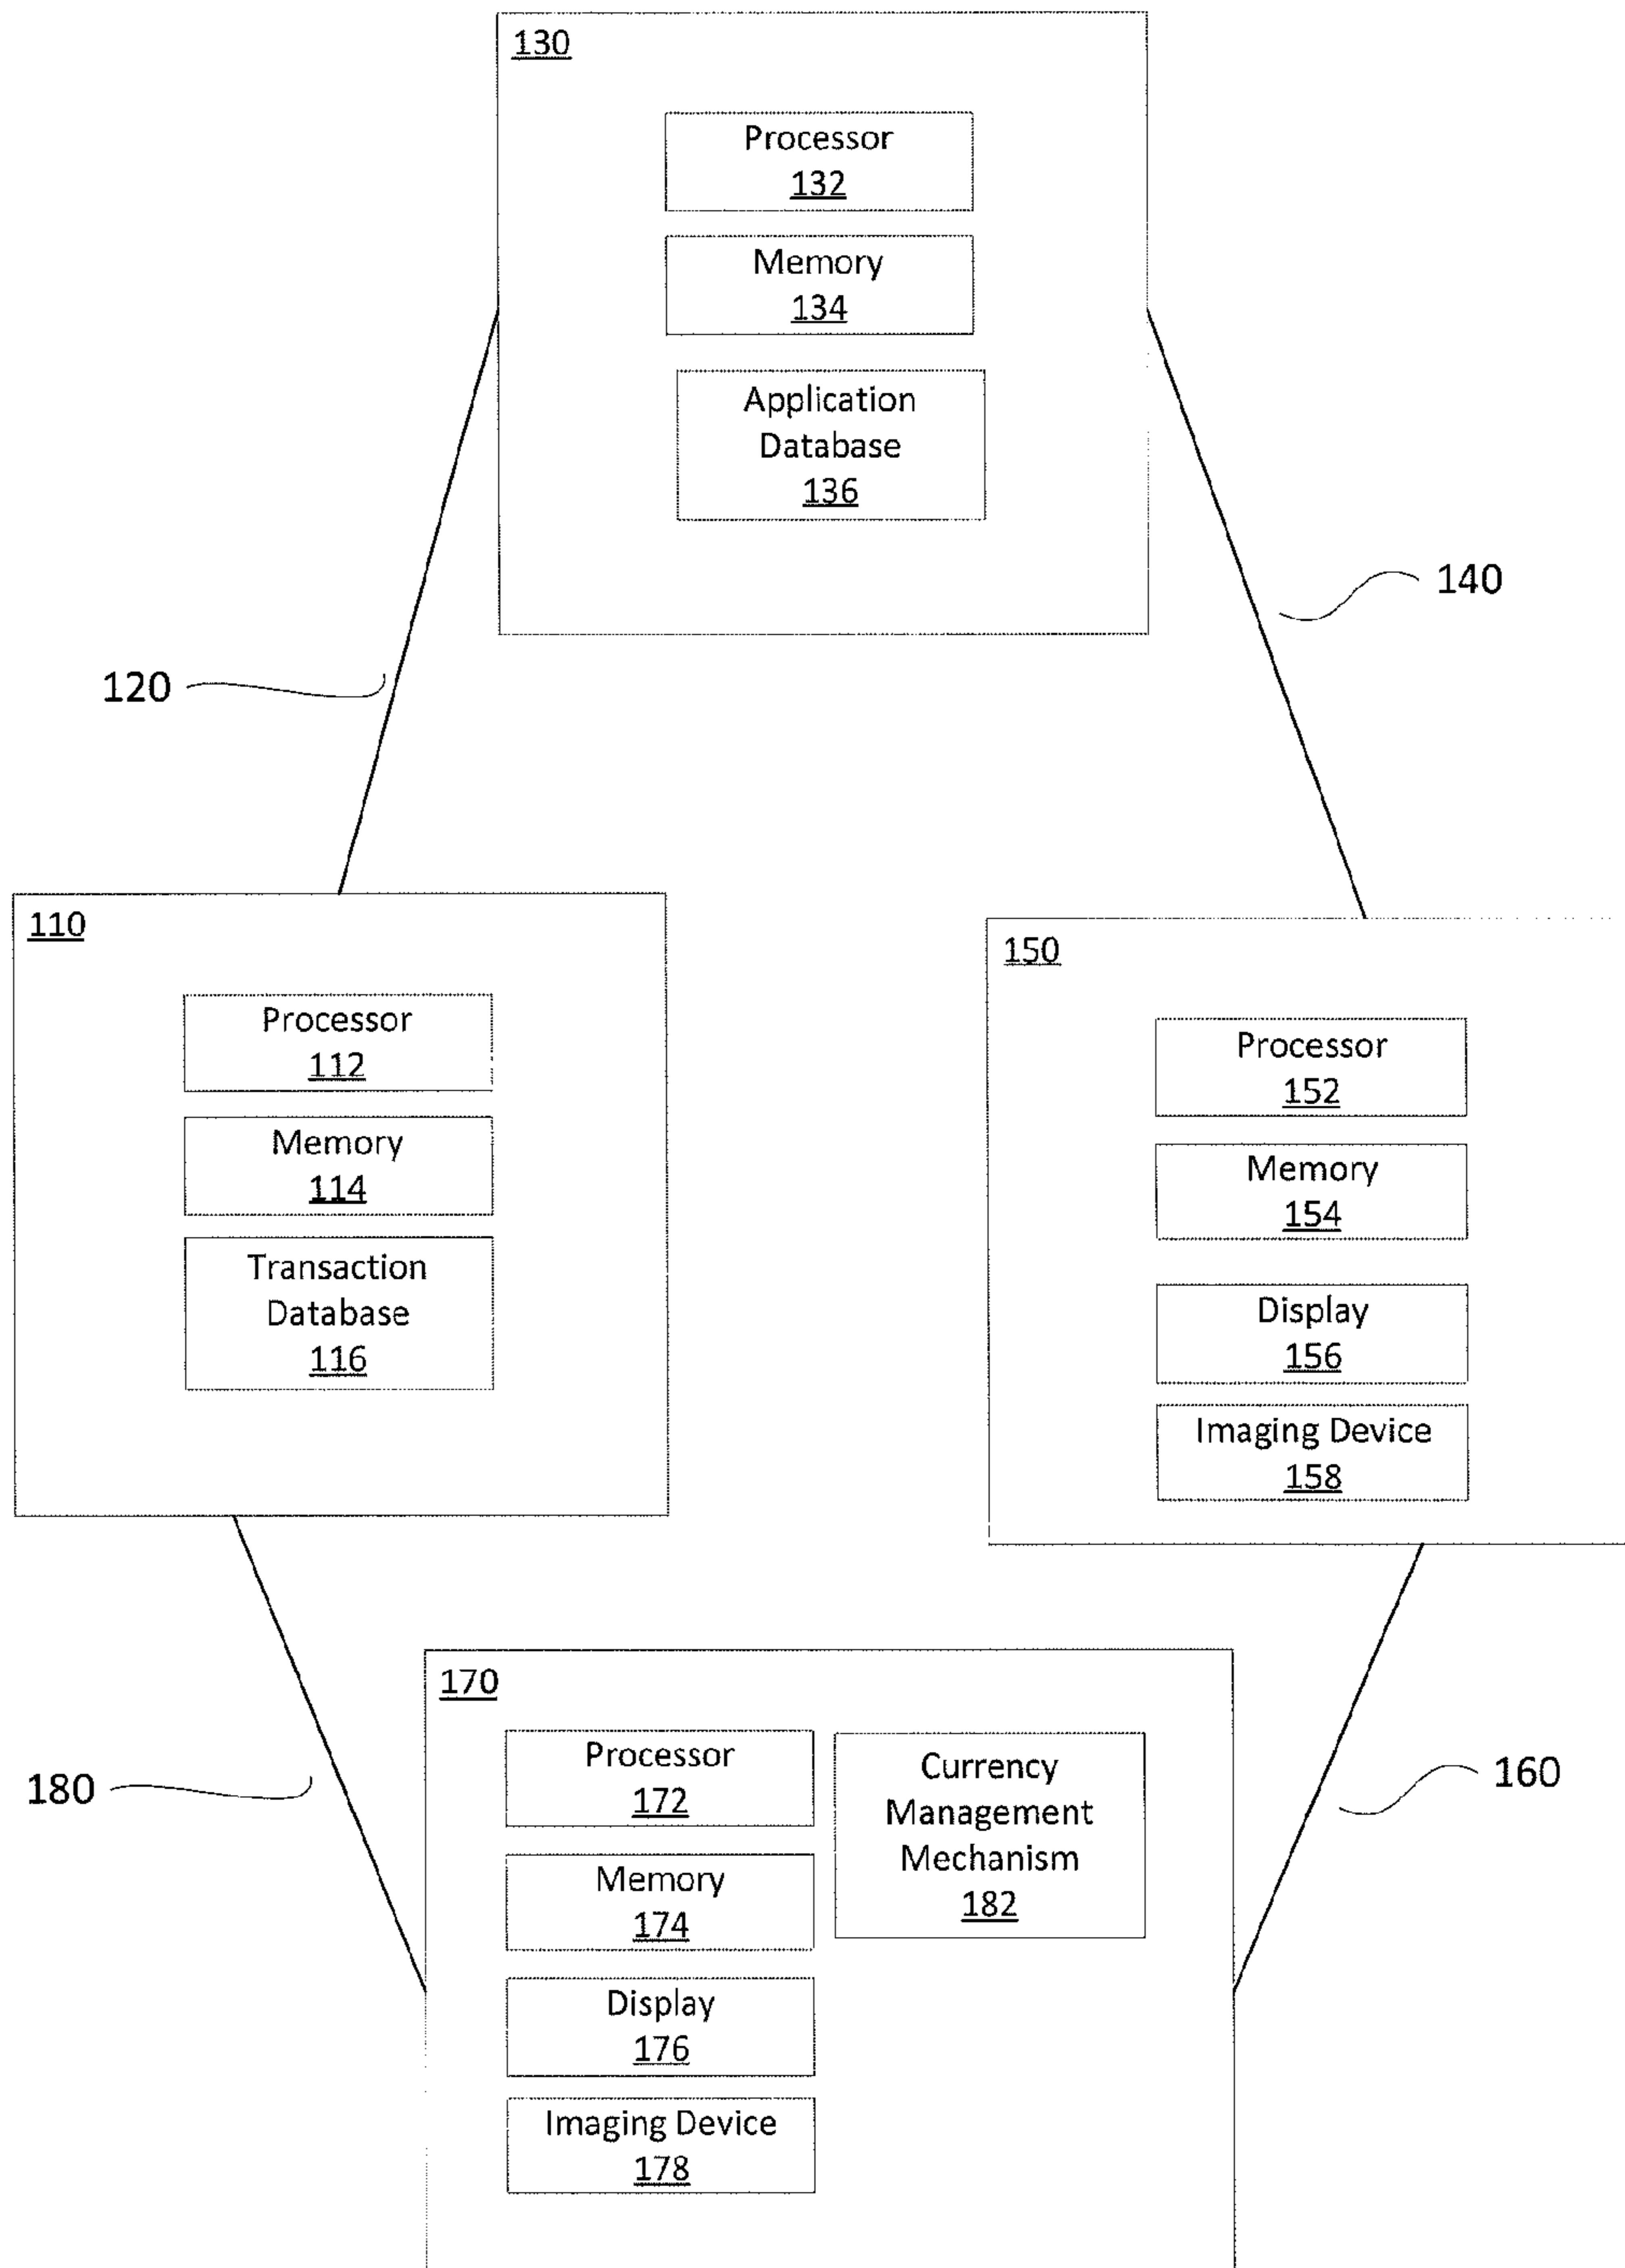 130
Processor
132
Memory
134
Application
Database
136
140
120
110
Processor
112
Memory
114
Transaction
Database
116
150
Processor
152
Memory
154
Display
156
Imaging Device
158
170
Processor
172
Memory
174
Display
176
Imaging Device
178
Currency
Management
Mechanism
182
180
160